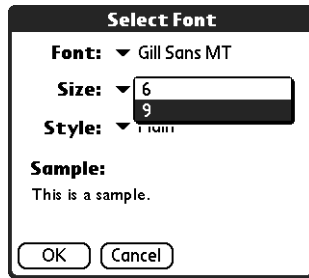 Select Font
Font: Gill Sans MT
Size: 6
9
Style:
Sample:
This is a sample.
OK Cancel